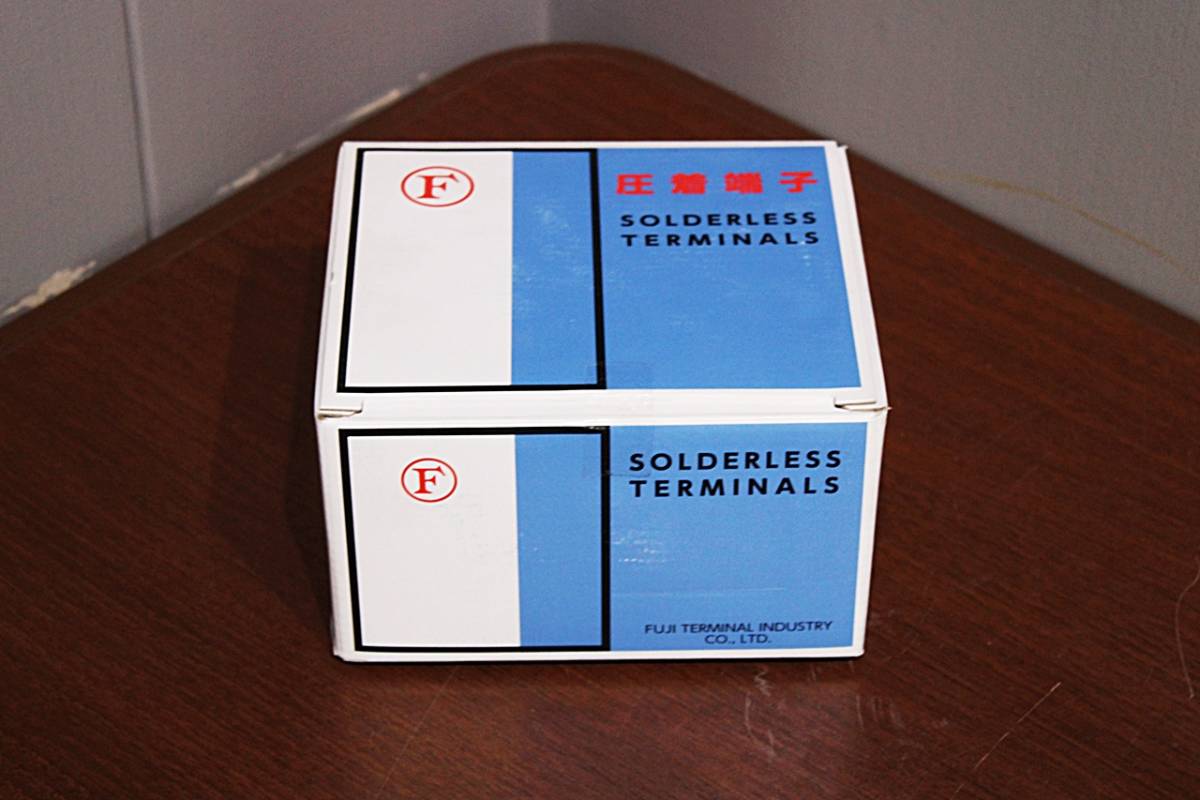 F
圧着端子
SOLDERLESS
TERMINALS
F
SOLDERLESS
TERMINALS
FUJI TERMINAL INDUSTRY
CO., LTD.